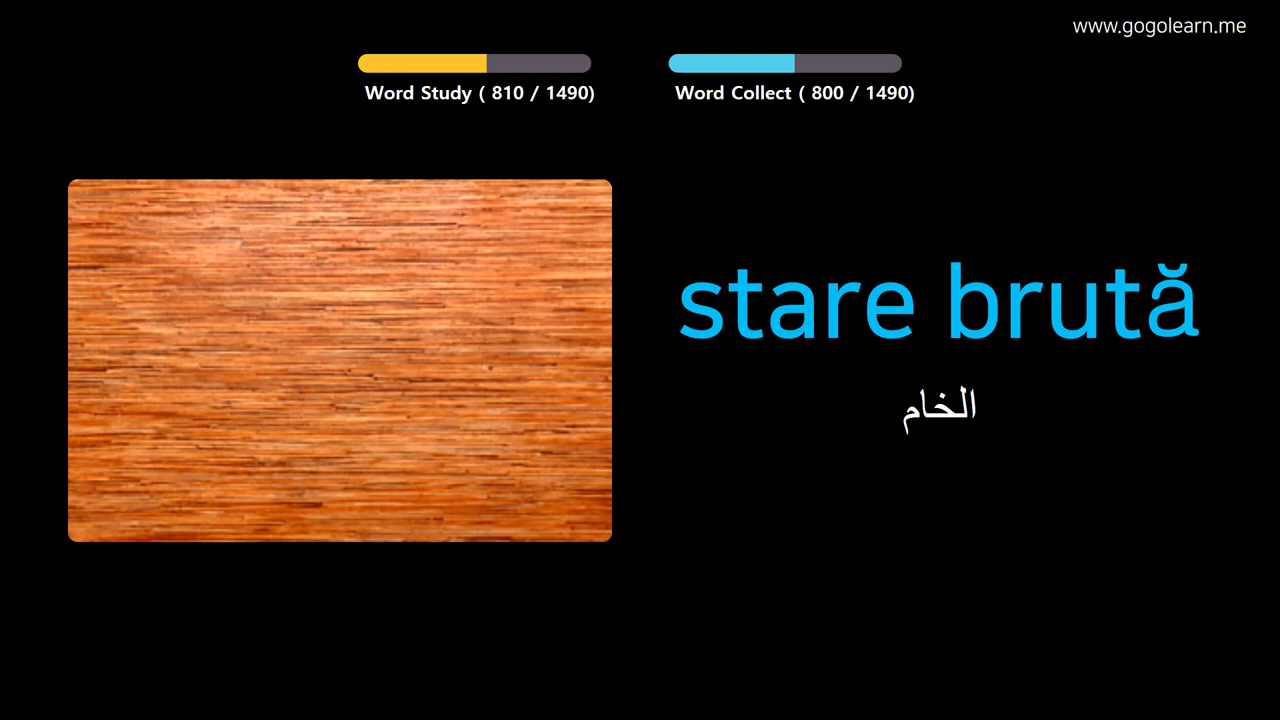 www.gogolearn.me
Word Study ( 810 / 1490)
Word Collect ( 800 / 1490)
stare brută
الخام